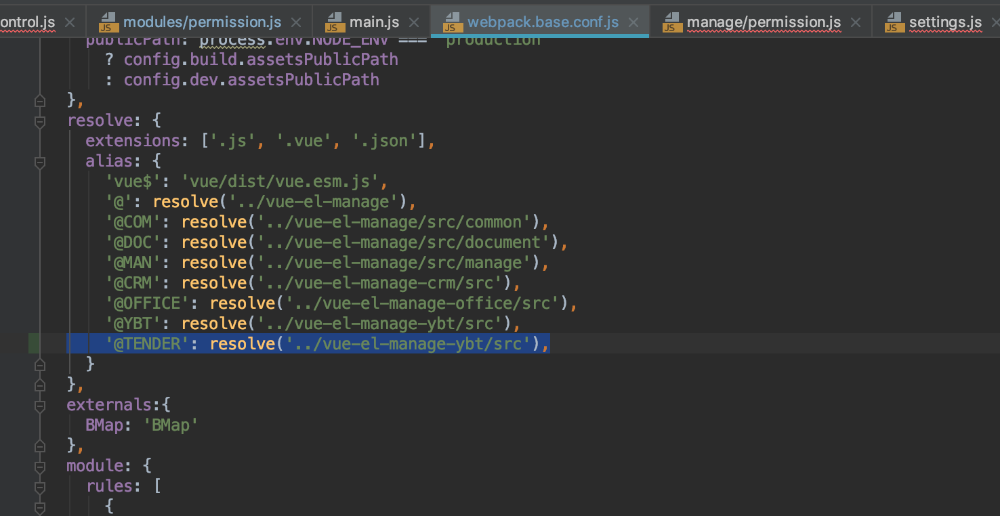 ontrol.js
JS modules/permission.js
JS main.js
JS webpack.base.conf.js
JS manage/permission.js
JS settings.js
publicPath: process.env.NODE_ENV === 'production'
? config.build.assetsPublicPath
: config.dev.assetsPublicPath
},
resolve: {
extensions: ['.js', '.vue', '.json'],
alias: {
'vue$': 'vue/dist/vue.esm.js',
'@': resolve('../vue-el-manage'),
'@COM': resolve('../vue-el-manage/src/common'),
'@DOC': resolve('../vue-el-manage/src/document'),
'@MAN': resolve('../vue-el-manage/src/manage'),
'@CRM': resolve('../vue-el-manage-crm/src'),
'@OFFICE': resolve('../vue-el-manage-office/src'),
'@YBT': resolve('../vue-el-manage-ybt/src'),
'@TENDER': resolve('../vue-el-manage-ybt/src'),
}
},
externals:{
BMap: 'BMap'
},
module: {
rules: [
{